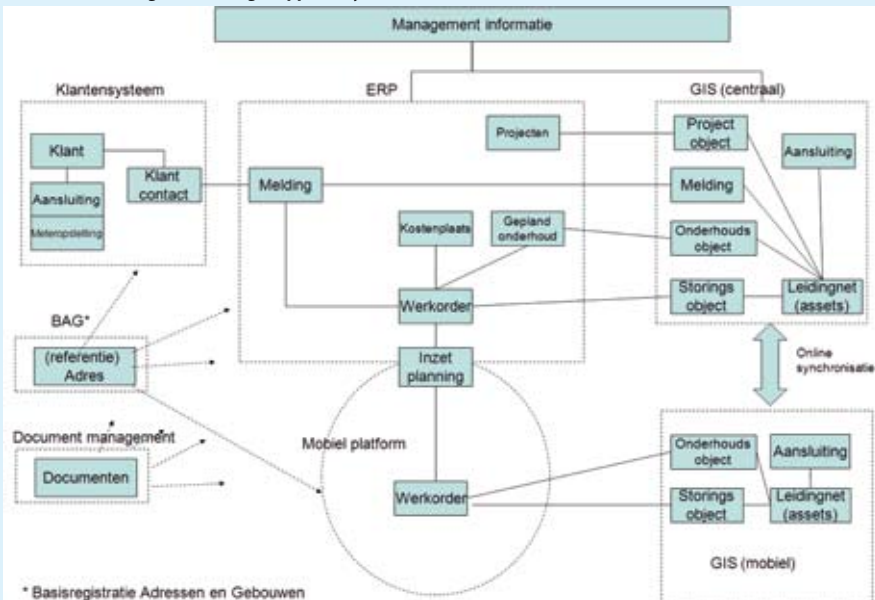 Management informatie
Klantensysteem
ERP
GIS (centraal)
Klant
Klant
contact
Aansluiting
Meteropstelling
Projecten
Melding
Kostenplaats
Gepland
onderhoud
Werkorder
Inzet
planning
Project
object
Aansluiting
Melding
Onderhouds
object
Storings
object
Leidingnet
(assets)
BAG*
(referentie)
Adres
Online
synchronisatie
Document management
Documenten
Mobiel platform
Werkorder
Onderhouds
object
Aansluiting
Storings
object
Leidingnet
(assets)
GIS (mobiel)
* Basisregistratie Adressen en Gebouwen